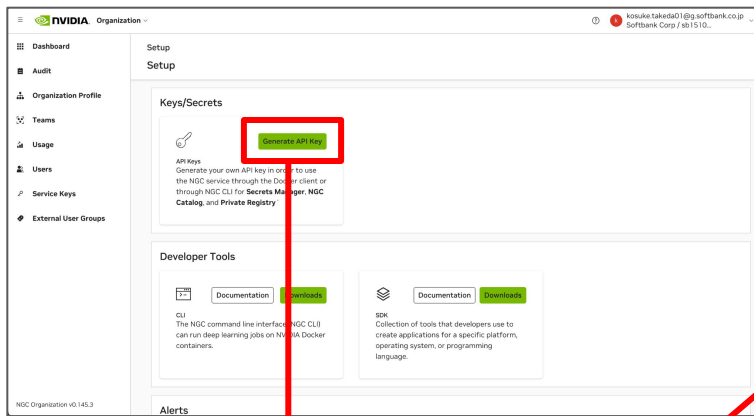 NVIDIA. Organization
kosuke.takeda01@g.softbank.co.jp
k
Softbank Corp / sb1510...
Dashboard
Audit
Organization Profile
Teams
Usage
Users
Service Keys
External User Groups
NGC Organization v0.145.3
Setup
Setup
Keys/Secrets
Generate API Key
API Keys
Generate your own API key in order to use
the NGC service through the Docker client or
through NGC CLI for Secrets Manager, NGC
Catalog, and Private Registry`
Developer Tools
Documentation Downloads
CLI
The NGC command line interface (NGC CLI)
can run deep learning jobs on NVIDIA Docker
containers.
Documentation Downloads
SDK
Collection of tools that developers use to
create applications for a specific platform,
operating system, or programming
language.
Alerts